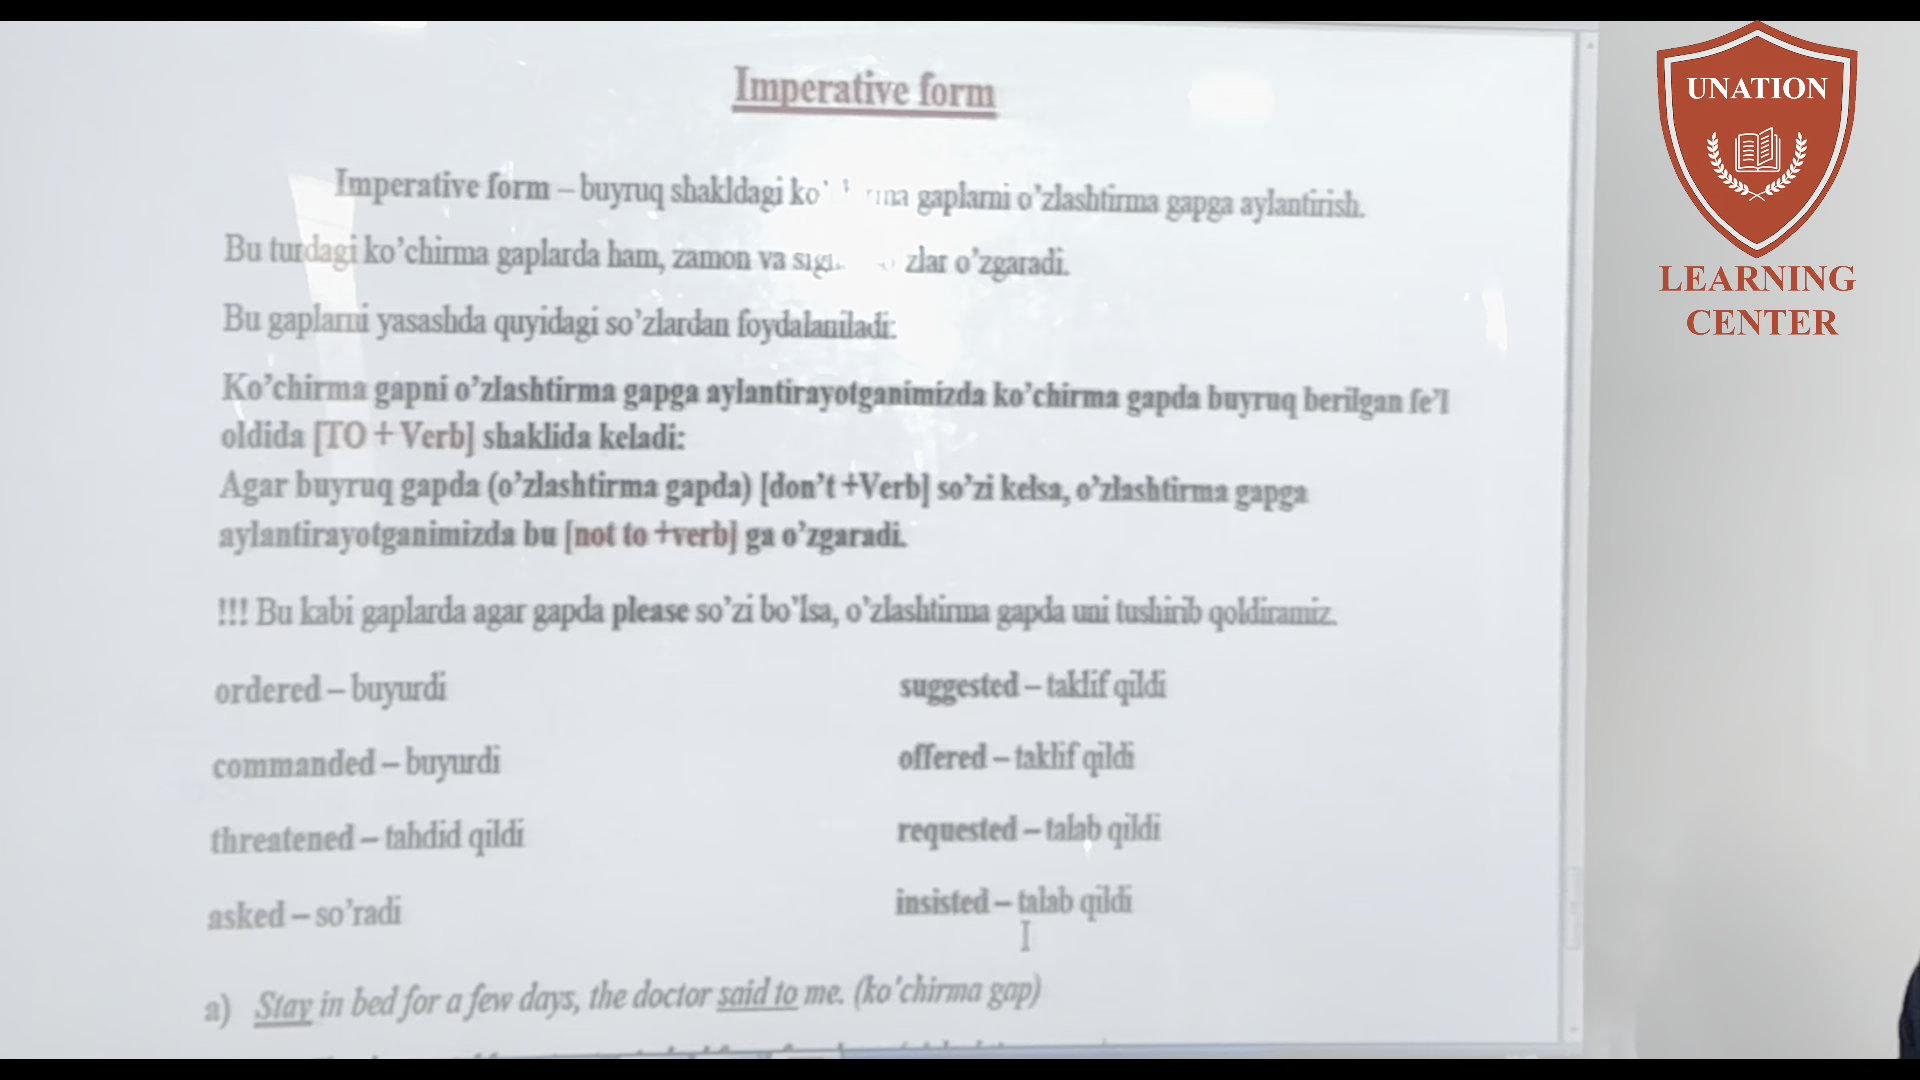 Imperative form
Imperative form – buyruq shakldagi gaplarni o’zlashtirma gapga aylantirish.
Bu turdagi ko’chirma gaplarda ham, zamon va o’zgaradi.
Bu gaplarni yasashda quyidagi so’zlardan foydalaniladi:
Ko’chirma gapni o’zlashtirma gapga aylantirayotganimizda ko’chirma gapda buyruq berilgan fe’l
oldida [TO + Verb] shaklida keladi:
Agar buyruq gapda (o’zlashtirma gapda) [don’t +Verb] so’zi kelsa, o’zlashtirma gapga
aylantirayotganimizda bu [not to +verb] ga o’zgaradi.
!!! Bu kabi gaplarda agar gapda please so’zi bo’lsa, o’zlashtirma gapda uni tushirib qoldiramiz.
ordered – buyurdi
commanded – buyurdi
threatened – tahdid qildi
asked – so’radi
suggested – taklif qildi
offered – taklif qildi
requested – talab qildi
insisted – talab qildi
a) Stay in bed for a few days, the doctor said to me. (ko’chirma gap)
UNATION
LEARNING
CENTER